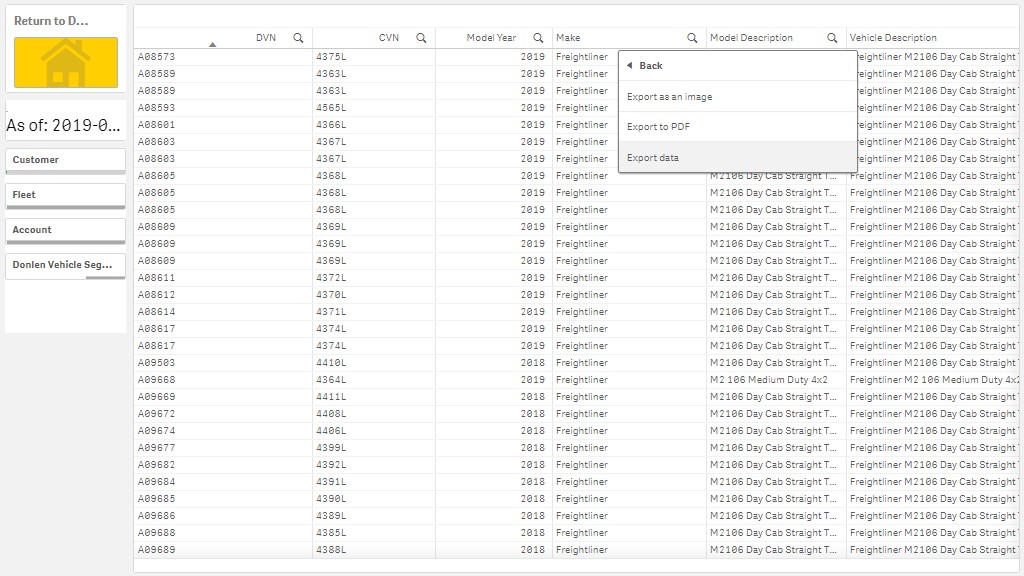 Return to D...
As of: 2019-0...
Customer
Fleet
Account
Donlen Vehicle Seg...
DVN CVN Model Year Make Model Description Vehicle Description
Back
Export as an image
Export to PDF
Export data
A08573 4375L 2019 Freightliner Freightliner M2106 Day Cab Straight
A08589 4363L 2019 Freightliner Freightliner M2106 Day Cab Straight
A08589 4363L 2019 Freightliner Freightliner M2106 Day Cab Straight
A08593 4565L 2019 Freightliner Freightliner M2106 Day Cab Straight
A08601 4366L 2019 Freightliner Freightliner M2106 Day Cab Straight
A08603 4367L 2019 Freightliner Freightliner M2106 Day Cab Straight
A08603 4367L 2019 Freightliner Freightliner M2106 Day Cab Straight
A08605 4368L 2019 Freightliner M2106 Day Cab Straight T... Freightliner M2106 Day Cab Straight
A08605 4368L 2019 Freightliner M2106 Day Cab Straight T... Freightliner M2106 Day Cab Straight
A08605 4368L 2019 Freightliner M2106 Day Cab Straight T... Freightliner M2106 Day Cab Straight
A08609 4369L 2019 Freightliner M2106 Day Cab Straight T... Freightliner M2106 Day Cab Straight
A08609 4369L 2019 Freightliner M2106 Day Cab Straight T... Freightliner M2106 Day Cab Straight
A08609 4369L 2019 Freightliner M2106 Day Cab Straight T... Freightliner M2106 Day Cab Straight
A08611 4372L 2019 Freightliner M2106 Day Cab Straight T... Freightliner M2106 Day Cab Straight
A08612 4370L 2019 Freightliner M2106 Day Cab Straight T... Freightliner M2106 Day Cab Straight
A08614 4371L 2019 Freightliner M2106 Day Cab Straight T... Freightliner M2106 Day Cab Straight
A08617 4374L 2019 Freightliner M2106 Day Cab Straight T... Freightliner M2106 Day Cab Straight
A08617 4374L 2019 Freightliner M2106 Day Cab Straight T... Freightliner M2106 Day Cab Straight
A09503 4410L 2018 Freightliner M2106 Day Cab Straight T... Freightliner M2106 Day Cab Straight
A09668 4364L 2019 Freightliner M2 106 Medium Duty 4x2 Freightliner M2 106 Medium Duty 4x2
A09669 4411L 2018 Freightliner M2106 Day Cab Straight T... Freightliner M2106 Day Cab Straight
A09672 4408L 2018 Freightliner M2106 Day Cab Straight T... Freightliner M2106 Day Cab Straight
A09674 4406L 2018 Freightliner M2106 Day Cab Straight T... Freightliner M2106 Day Cab Straight
A09677 4399L 2018 Freightliner M2106 Day Cab Straight T... Freightliner M2106 Day Cab Straight
A09682 4392L 2018 Freightliner M2106 Day Cab Straight T... Freightliner M2106 Day Cab Straight
A09684 4391L 2018 Freightliner M2106 Day Cab Straight T... Freightliner M2106 Day Cab Straight
A09685 4390L 2018 Freightliner M2106 Day Cab Straight T... Freightliner M2106 Day Cab Straight
A09686 4389L 2018 Freightliner M2106 Day Cab Straight T... Freightliner M2106 Day Cab Straight
A09688 4385L 2018 Freightliner M2106 Day Cab Straight T... Freightliner M2106 Day Cab Straight
A09689 4388L 2018 Freightliner M2106 Day Cab Straight T... Freightliner M2106 Day Cab Straight